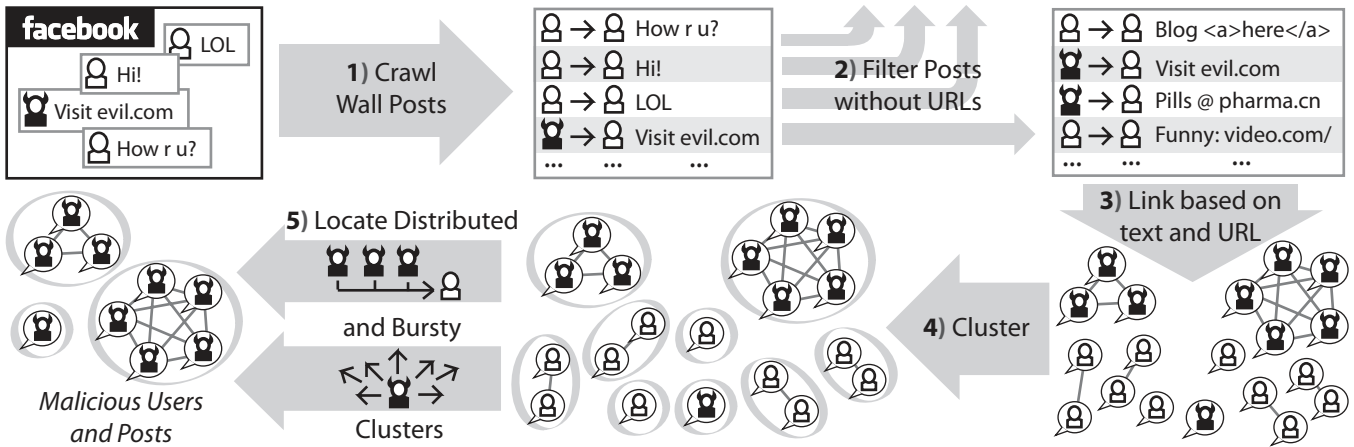 facebook
LOL
Hi!
Visit evil.com
How r u?
1) Crawl
Wall Posts
How r u?
Hi!
LOL
Visit evil.com
... ... ...
2) Filter Posts
without URLs
Blog <a>here</a>
Visit evil.com
Pills @ pharma.cn
Funny: video.com/
... ... ...
3) Link based on
text and URL
4) Cluster
5) Locate Distributed
and Bursty
Clusters
Malicious Users
and Posts